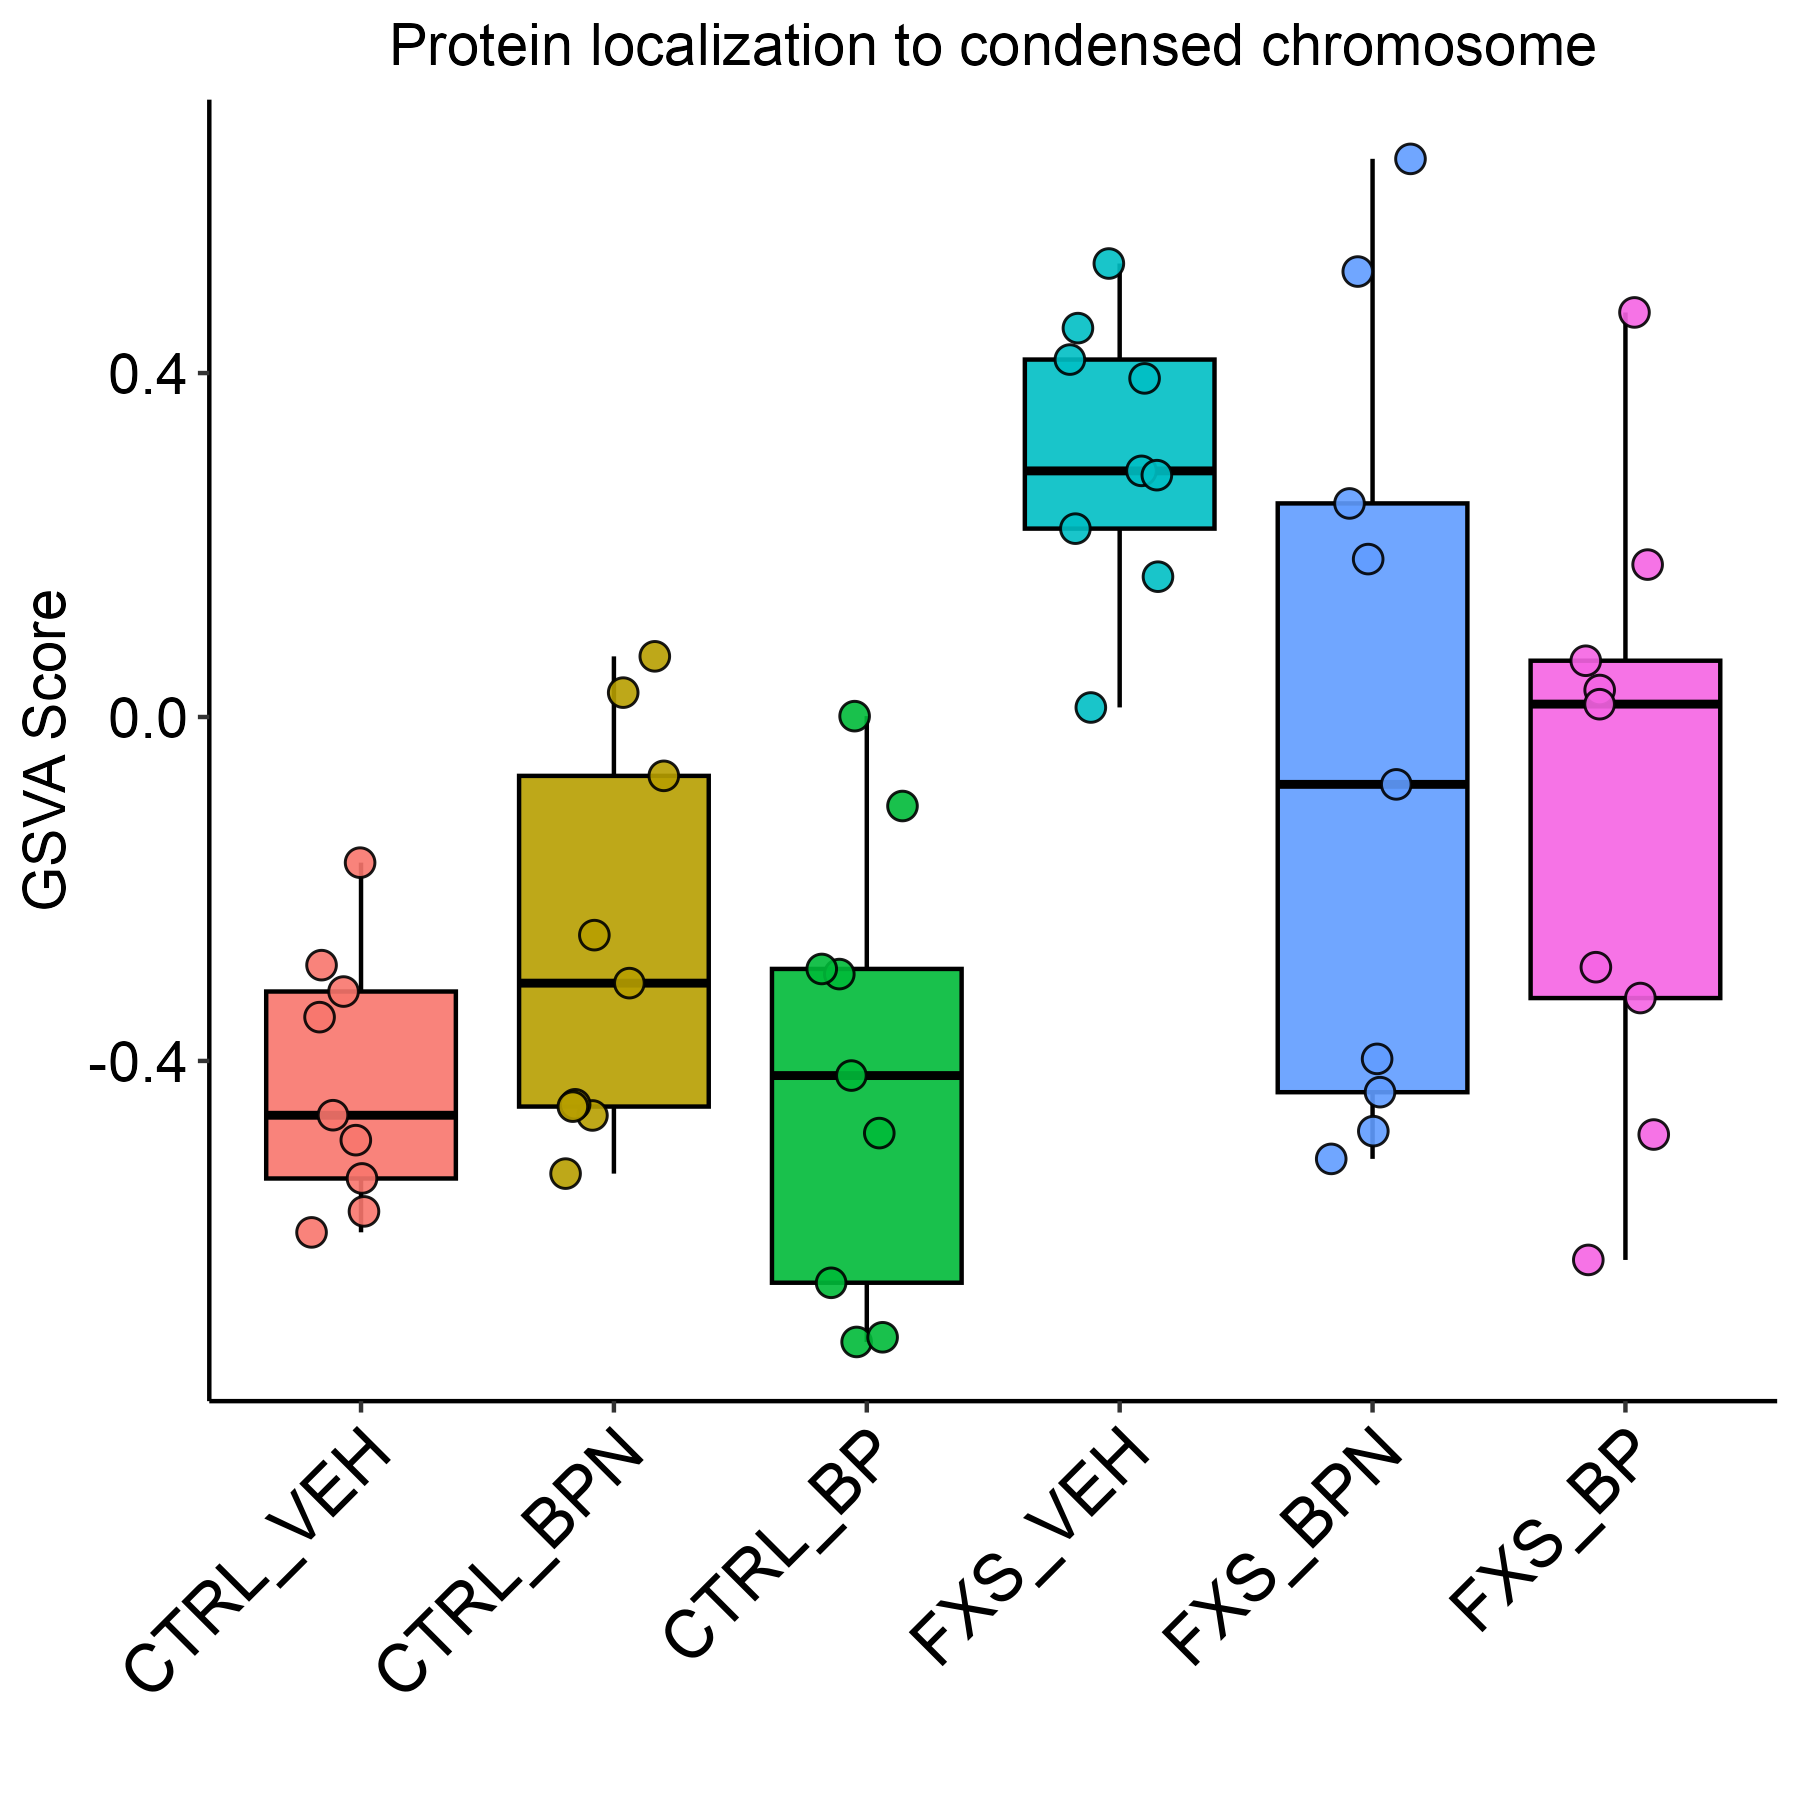 Protein localization to condensed chromosome
GSVA Score
0.4
0.0
-0.4
CTRL_VEH
CTRL_BPN
CTRL_BP
FXS_VEH
FXS_BPN
FXS_BP